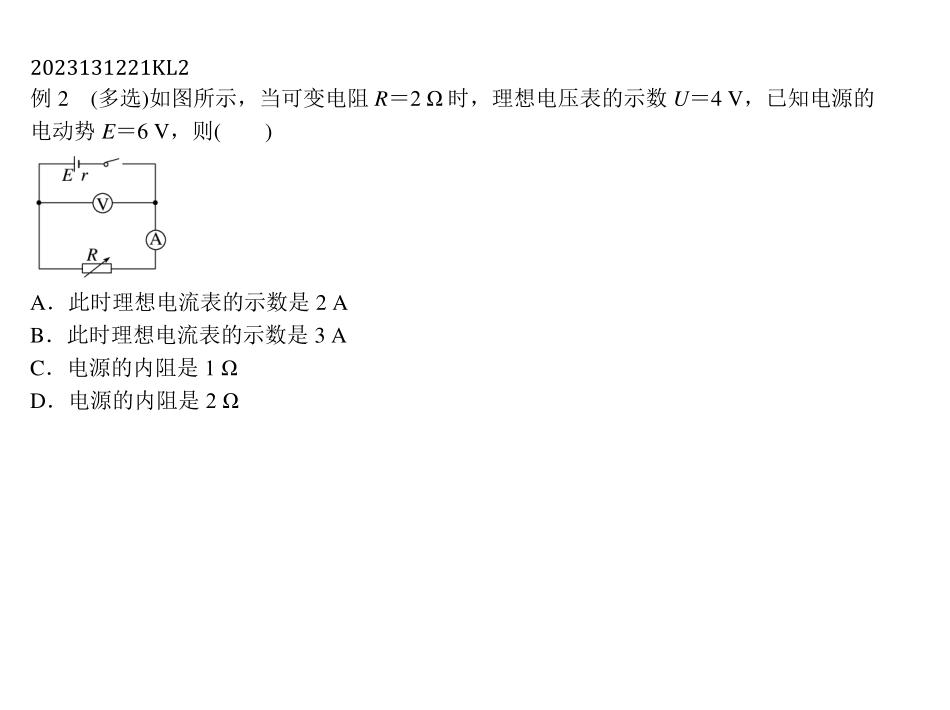 2023131221KL2
例 2 (多选)如图所示，当可变电阻 R＝2 Ω 时，理想电压表的示数 U＝4 V，已知电源的
电动势 E＝6 V，则( )
E r
V
A
R
A．此时理想电流表的示数是 2 A
B．此时理想电流表的示数是 3 A
C．电源的内阻是 1 Ω
D．电源的内阻是 2 Ω